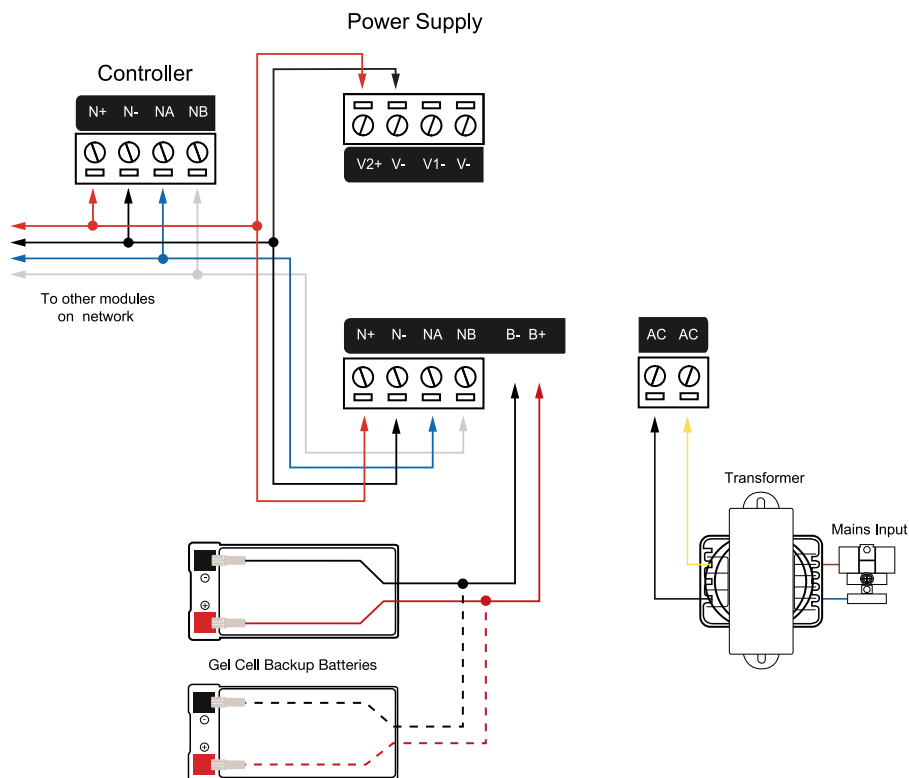 Power Supply
Controller
N+ N- NA NB
V2+ V- V1- V-
To other modules
on network
N+ N- NA NB B- B+
AC AC
Transformer
Mains Input
Gel Cell Backup Batteries